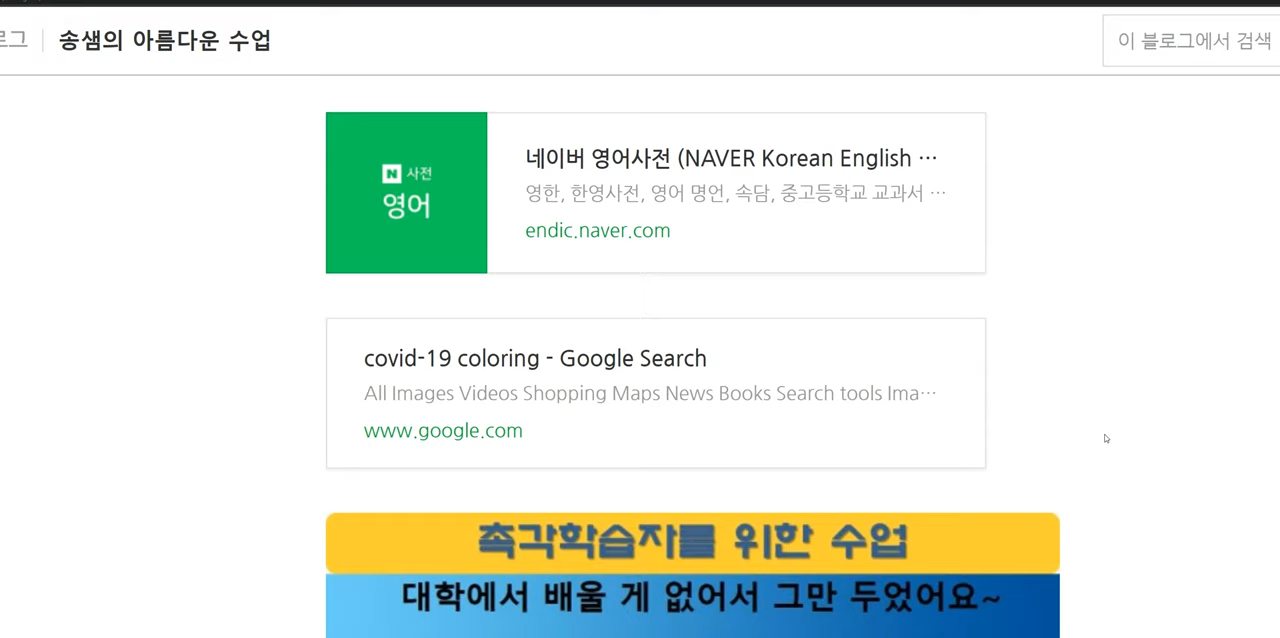 로그 | 송샘의 아름다운 수업
이 블로그에서 검색
N 사전
영어
네이버 영어사전 (NAVER Korean English ⋯
영한, 한영사전, 영어 명언, 속담, 중고등학교 교과서 ⋯
endic.naver.com
covid-19 coloring - Google Search
All Images Videos Shopping Maps News Books Search tools Ima⋯
www.google.com
촉각학습자를 위한 수업
대학에서 배울 게 없어서 그만 두었어요~